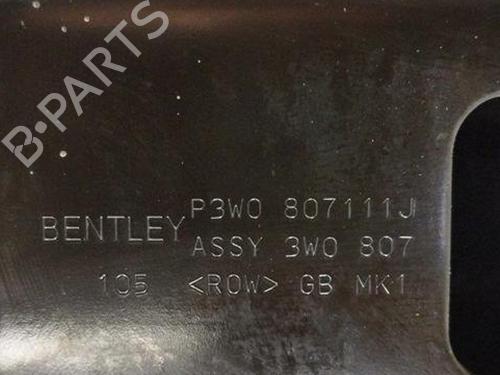 B-PARTS
P3W0 807111J
BENTLEY
ASSY 3W0 807
105 <ROW> GB MK1